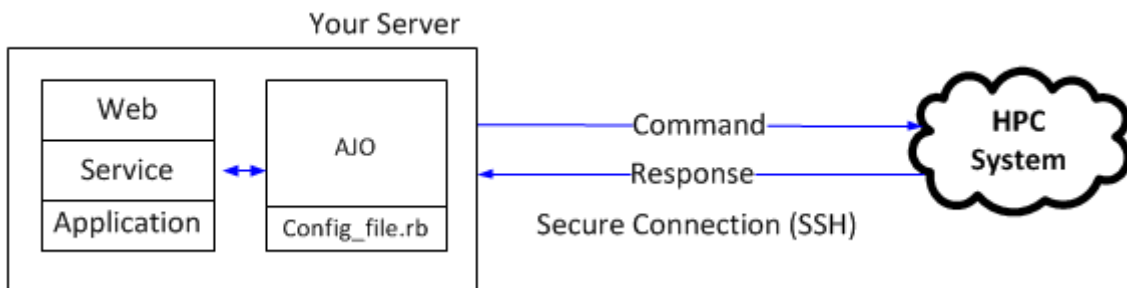 Your Server
Web
Service
Application
AJO
Config_file.rb
Command
Response
Secure Connection (SSH)
HPC
System